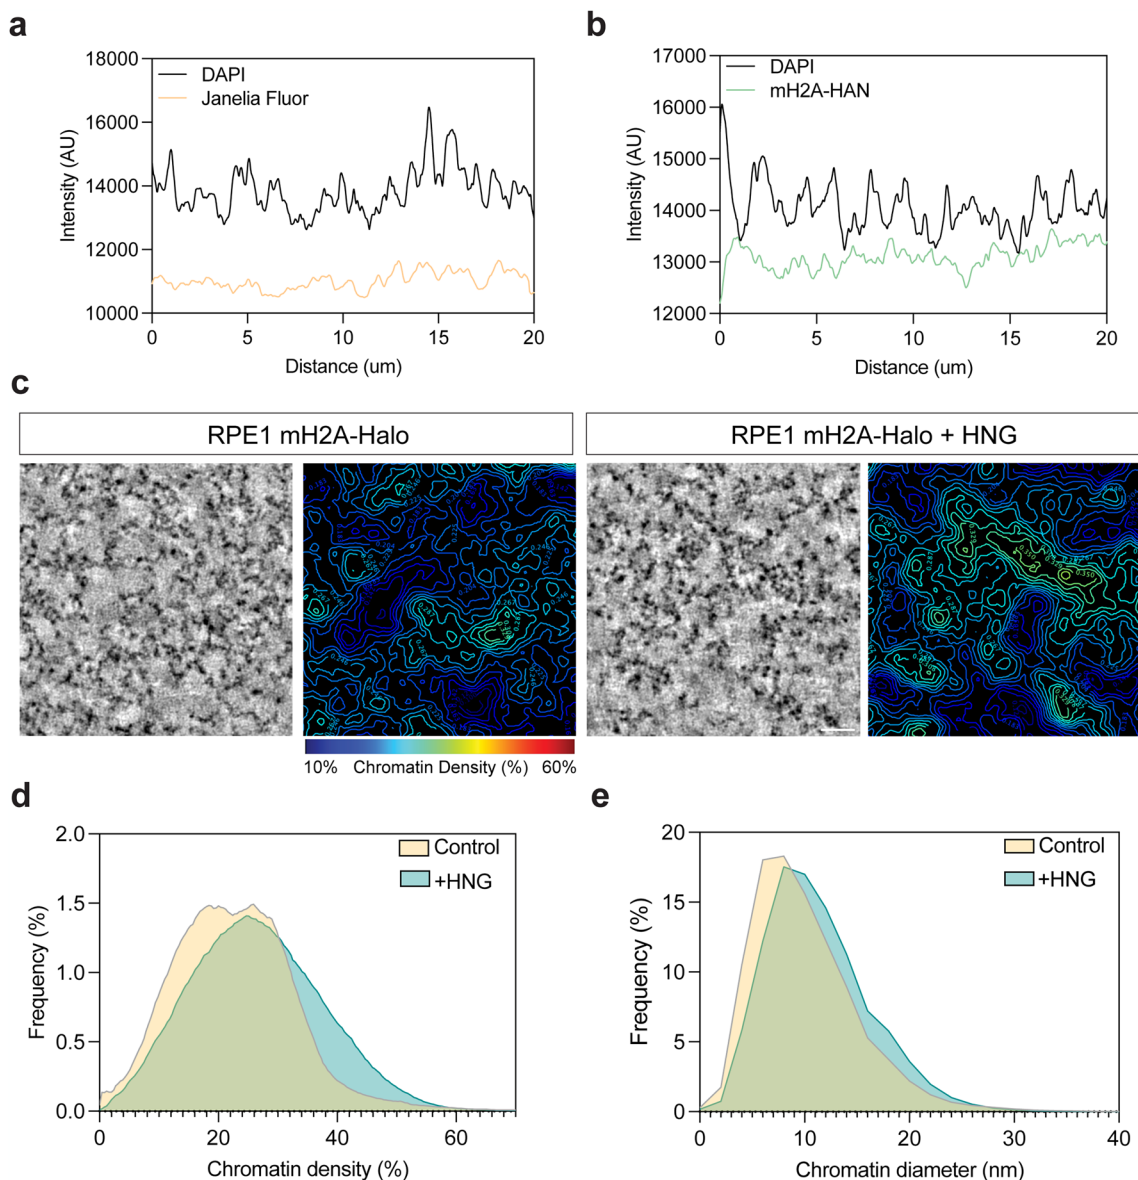 a
18000
16000
14000
12000
10000
Intensity (AU)
DAPI
Janelia Fluor
0 5 10 15 20
Distance (um)
b
17000
16000
15000
14000
13000
12000
Intensity (AU)
DAPI
mH2A-HAN
0 5 10 15 20
Distance (um)
c
RPE1 mH2A-Halo
RPE1 mH2A-Halo + HNG
10% Chromatin Density (%) 60%
d
2.0
1.5
1.0
0.5
0.0
Frequency (%)
Control
+HNG
0 20 40 60
Chromatin density (%)
e
20
15
10
5
0
Frequency (%)
Control
+HNG
0 10 20 30 40
Chromatin diameter (nm)